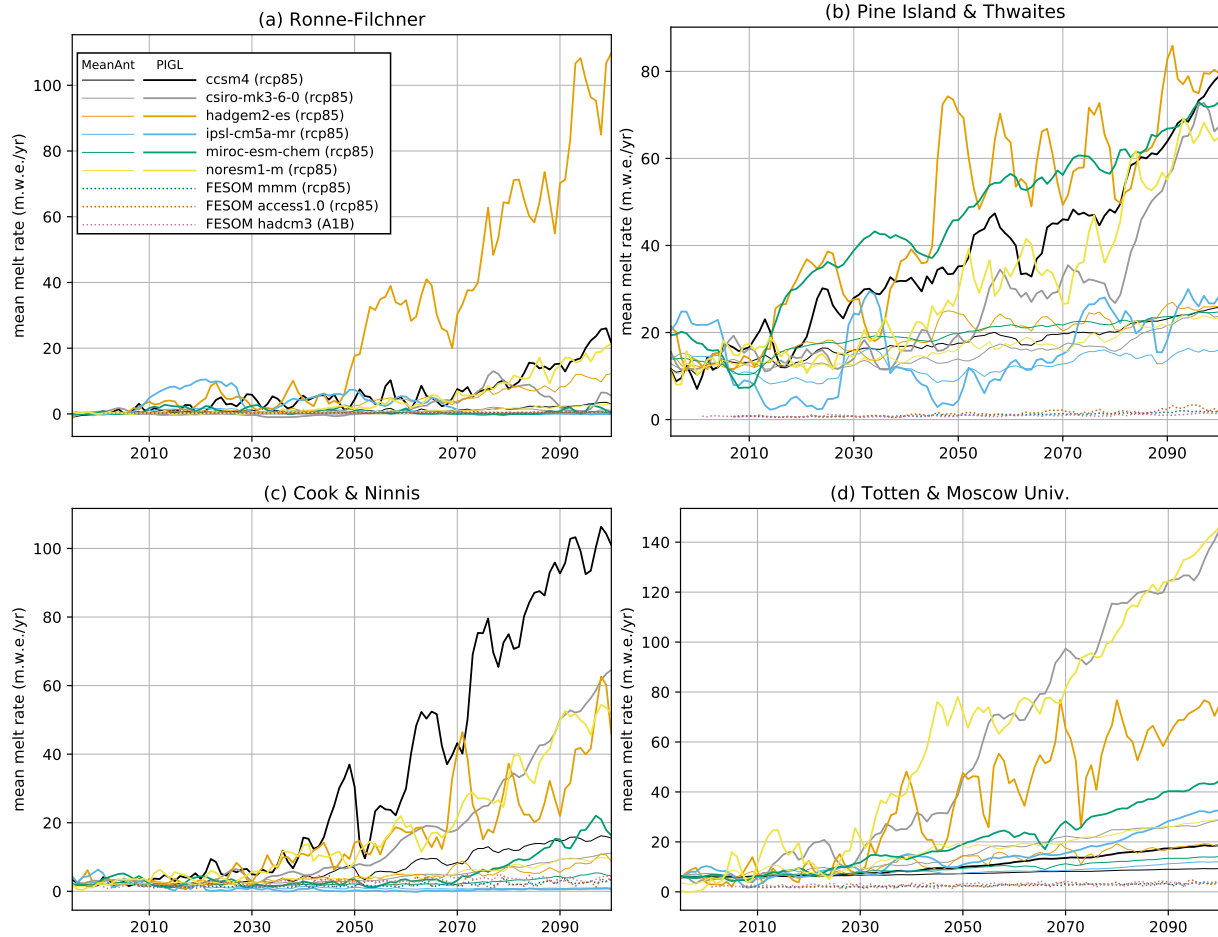 (a) Ronne-Filchner
mean melt rate (m.w.e./yr)
100
80
60
40
20
0
2010 2030 2050 2070 2090
MeanAnt PIGL
ccsm4 (rcp85)
csiro-mk3-6-0 (rcp85)
hadgem2-es (rcp85)
ipsl-cm5a-mr (rcp85)
miroc-esm-chem (rcp85)
noresm1-m (rcp85)
FESOM mmm (rcp85)
FESOM access1.0 (rcp85)
FESOM hadcm3 (A1B)
(b) Pine Island & Thwaites
mean melt rate (m.w.e./yr)
80
60
40
20
0
2010 2030 2050 2070 2090
(c) Cook & Ninnis
mean melt rate (m.w.e./yr)
100
80
60
40
20
0
2010 2030 2050 2070 2090
(d) Totten & Moscow Univ.
mean melt rate (m.w.e./yr)
140
120
100
80
60
40
20
0
2010 2030 2050 2070 2090